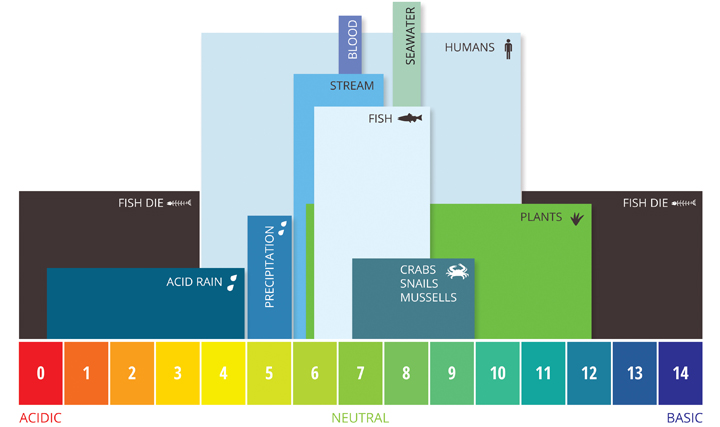 BLOOD
SEAWATER
HUMANS
STREAM
FISH
FISH DIE
FISH DIE
PLANTS
PRECIPITATION
ACID RAIN
CRABS
SNAILS
MUSSELLS
0 1 2 3 4 5 6 7 8 9 10 11 12 13 14
ACIDIC NEUTRAL BASIC